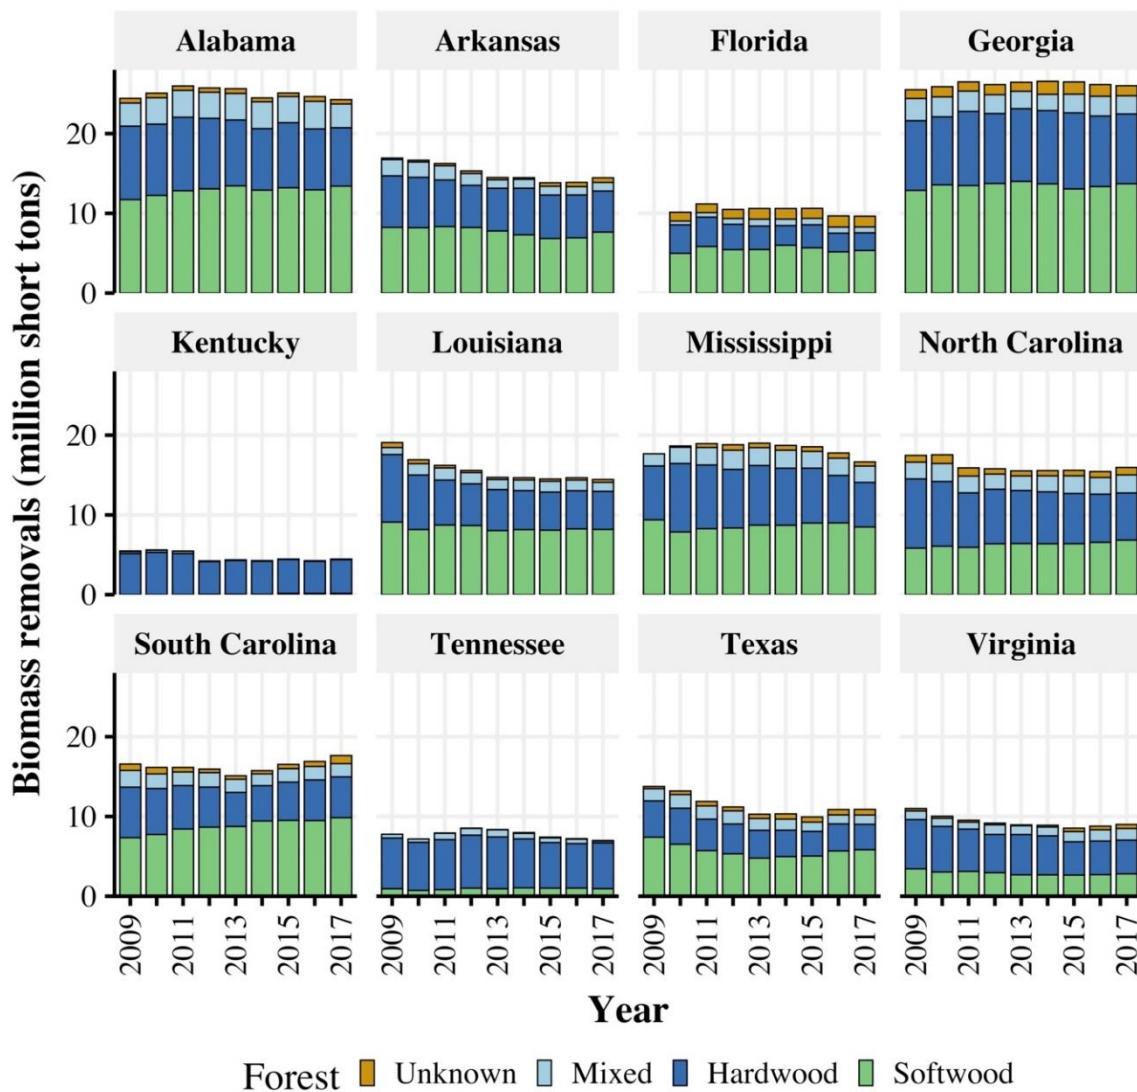 Biomass removals (million short tons)
Alabama Arkansas Florida Georgia
20
10
0
Kentucky Louisiana Mississippi North Carolina
20
10
0
South Carolina Tennessee Texas Virginia
20
10
0
2009 2011 2013 2015 2017 2009 2011 2013 2015 2017 2009 2011 2013 2015 2017 2009 2011 2013 2015 2017
Year
Forest Unknown Mixed Hardwood Softwood